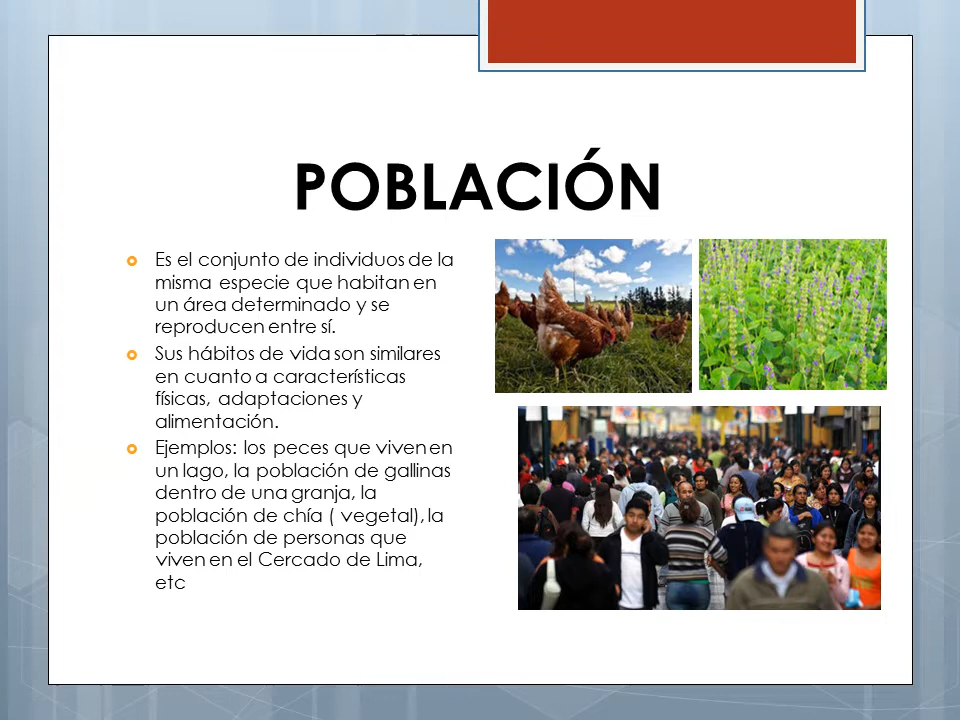 POBLACIÓN
Es el conjunto de individuos de la
misma especie que habitan en
un área determinado y se
reproducen entre sí.
Sus hábitos de vida son similares
en cuanto a características
físicas, adaptaciones y
alimentación.
Ejemplos: los peces que viven en
un lago, la población de gallinas
dentro de una granja, la
población de chía ( vegetal), la
población de personas que
viven en el Cercado de Lima,
etc